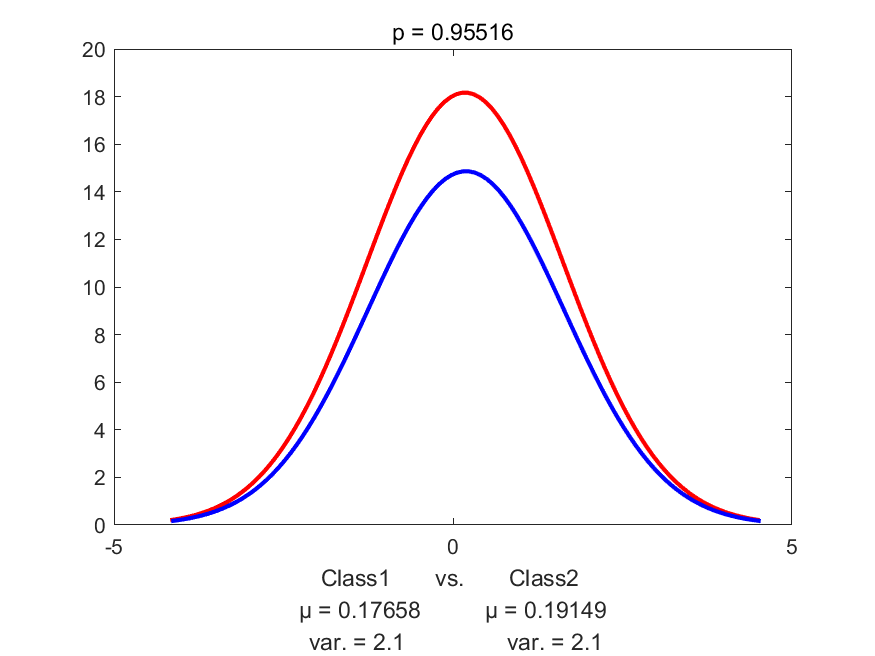 p = 0.95516
20
18
16
14
12
10
8
6
4
2
0
-5 0 5
Class1 vs. Class2
μ = 0.17658 μ = 0.19149
var. = 2.1 var. = 2.1